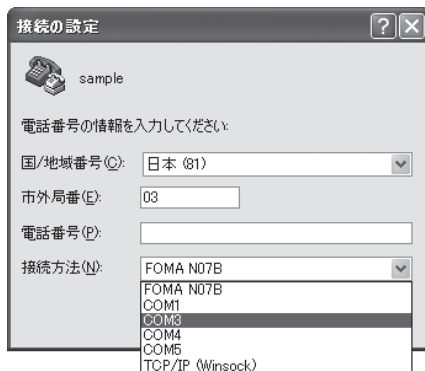 接続の設定
sample
電話番号の情報を入力してください:
国/地域番号(C): 日本 (81)
市外局番(E): 03
電話番号(P):
接続方法(N): FOMA N07B
FOMA N07B
COM1
COM3
COM4
COM5
TCP/IP (Winsock)